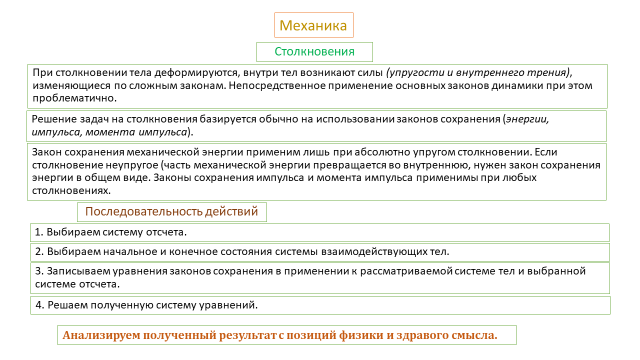 Механика
Столкновения
При столкновении тела деформируются, внутри тел возникают силы (упругости и внутреннего трения),
изменяющиеся по сложным законам. Непосредственное применение основных законов динамики при этом
проблематично.
Решение задач на столкновения базируется обычно на использовании законов сохранения (энергии,
импульса, момента импульса).
Закон сохранения механической энергии применим лишь при абсолютно упругом столкновении. Если
столкновение неупругое (часть механической энергии превращается во внутреннюю, нужен закон сохранения
энергии в общем виде. Законы сохранения импульса и момента импульса применимы при любых
столкновениях.
Последовательность действий
1. Выбираем систему отсчета.
2. Выбираем начальное и конечное состояния системы взаимодействующих тел.
3. Записываем уравнения законов сохранения в применении к рассматриваемой системе тел и выбранной
системе отсчета.
4. Решаем полученную систему уравнений.
Анализируем полученный результат с позиций физики и здравого смысла.